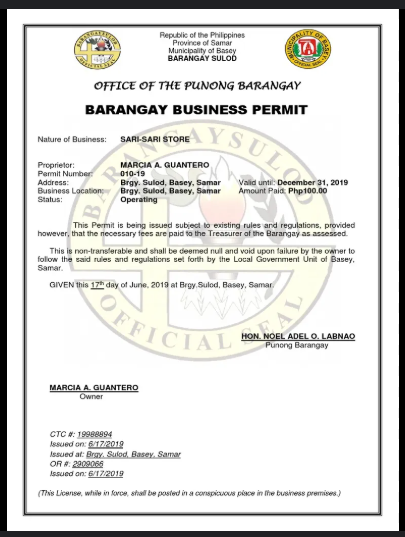 Republic of the Philippines
Province of Samar
Municipality of Basey
BARANGAY SULOD
OFFICE OF THE PUNONG BARANGAY
BARANGAY BUSINESS PERMIT
Nature of Business: SARI-SARI STORE
Proprietor: MARCIA A. GUANTERO
Permit Number: 010-19
Address: Brgy. Sulod, Basey, Samar Valid until: December 31, 2019
Business Location: Brgy. Sulod, Basey, Samar Amount Paid: Php100.00
Status: Operating
This Permit is being issued subject to existing rules and regulations, provided
however, that the necessary fees are paid to the Treasurer of the Barangay as assessed.
This is non-transferable and shall be deemed null and void upon failure by the owner to
follow the said rules and regulations set forth by the Local Government Unit of Basey,
Samar.
GIVEN this 17th day of June, 2019 at Brgy.Sulod, Basey, Samar.
HON. NOEL ADEL O. LABNAO
Punong Barangay
MARCIA A. GUANTERO
Owner
CTC #: 19988894
Issued on: 6/17/2019
Issued at: Brgy. Sulod, Basey, Samar
OR #: 2909066
Issued on: 6/17/2019
(This License, while in force, shall be posted in a conspicuous place in the business premises.)
BARANGAY SULOD
OFFICIAL SEAL